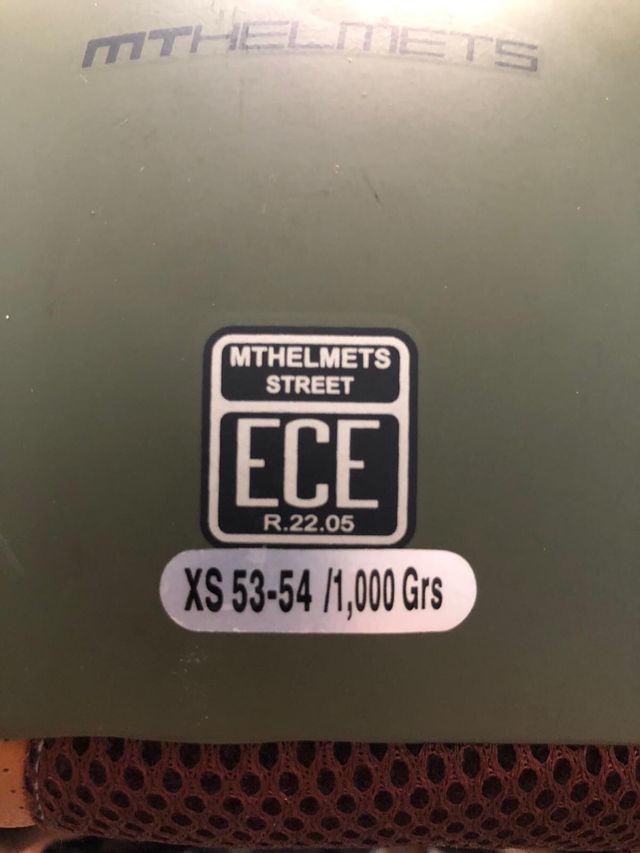 MTHELMETS
MTHELMETS
STREET
ECE
R.22.05
XS 53-54 /1,000 Grs